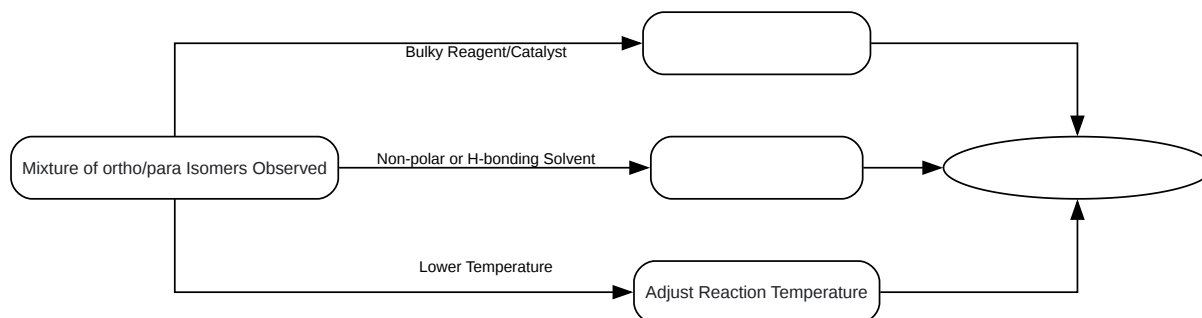 Bulky Reagent/Catalyst
Mixture of ortho/para Isomers Observed
Non-polar or H-bonding Solvent
Lower Temperature
Adjust Reaction Temperature